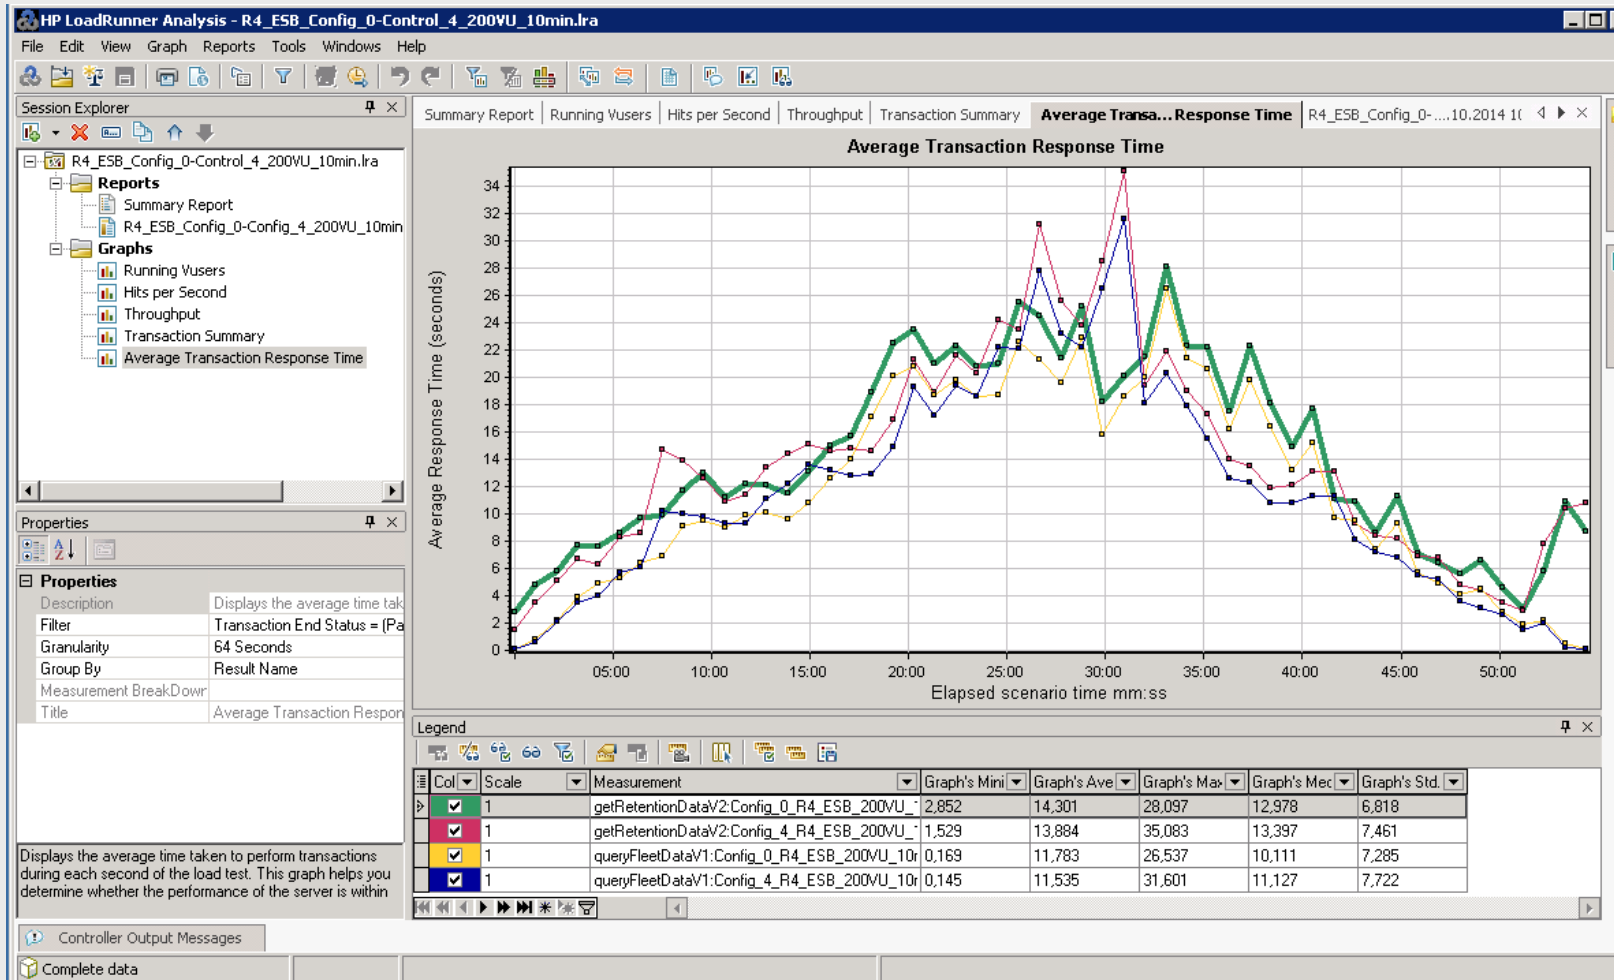 HP LoadRunner Analysis - R4_ESB_Config_0-Control_4_200VU_10min.lra
File Edit View Graph Reports Tools Windows Help
Session Explorer
R4_ESB_Config_0-Control_4_200VU_10min.lra
Reports
Summary Report
R4_ESB_Config_0-Config_4_200VU_10min
Graphs
Running Vusers
Hits per Second
Throughput
Transaction Summary
Average Transaction Response Time
Properties
Properties
Description Displays the average time tak
Filter Transaction End Status = (Pa
Granularity 64 Seconds
Group By Result Name
Measurement BreakDowr
Title Average Transaction Respon
Displays the average time taken to perform transactions
during each second of the load test. This graph helps you
determine whether the performance of the server is within
Summary Report Running Vusers Hits per Second Throughput Transaction Summary Average Transa...Response Time R4_ESB_Config_0-....10.2014 1(
Average Transaction Response Time
Average Response Time (seconds)
34
32
30
28
26
24
22
20
18
16
14
12
10
8
6
4
2
0
05:00 10:00 15:00 20:00 25:00 30:00 35:00 40:00 45:00 50:00
Elapsed scenario time mm:ss
Legend
Col Scale Measurement Graph's Mini Graph's Ave Graph's Max Graph's Mec Graph's Std.
1 getRetentionDataV2:Config_0_R4_ESB_200VU_1 2,852 14,301 28,097 12,978 6,818
1 getRetentionDataV2:Config_4_R4_ESB_200VU_1 1,529 13,884 35,083 13,397 7,461
1 queryFleetDataV1:Config_0_R4_ESB_200VU_10r 0,169 11,783 26,537 10,111 7,285
1 queryFleetDataV1:Config_4_R4_ESB_200VU_10r 0,145 11,535 31,601 11,127 7,722
Controller Output Messages
Complete data